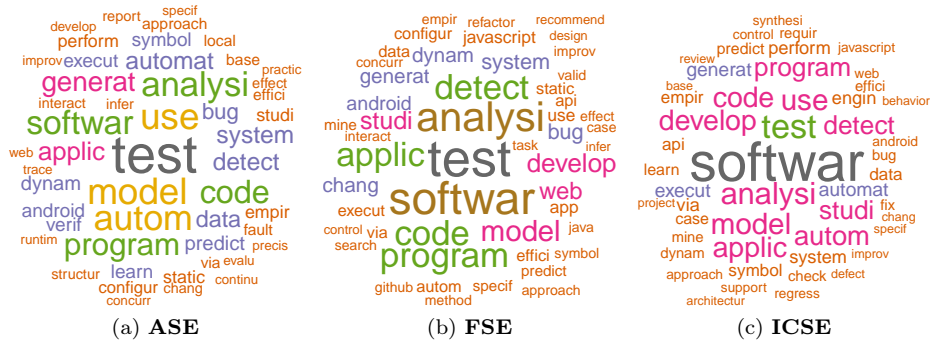 specif
report
develop
approach
perform
symbol
local
improv
execut
automat
base
practic
generat
analysi
effect
effici
interact
infer
bug
studi
softwar
use
system
web
applic
test
detect
trace
dynam
model
code
android
verif
autom
data
empir
fault
runtim
program
predict
precis
via
evalu
structur
learn
static
continu
configur
chang
concurr
(a) ASE
empir
refactor
recommend
configur
javascript
design
data
dynam
system
improv
concurr
generat
detect
valid
static
android
api
mine
studi
analysi
use
effect
bug
case
interact
applic
test
task
infer
develop
chang
softwar
web
execut
app
control
via
code
model
java
search
program
effici
symbol
predict
github
autom
specif
approach
method
(b) FSE
synthesi
control
requir
predict
perform
javascript
review
generat
program
web
base
effici
empir
code
use
engin
behavior
develop
test
detect
api
android
bug
learn
softwar
data
execut
analysi
automat
project
via
studi
fix
case
model
chang
specif
mine
applic
autom
dynam
system
improv
approach
symbol
check
defect
support
regress
architectur
(c) ICSE